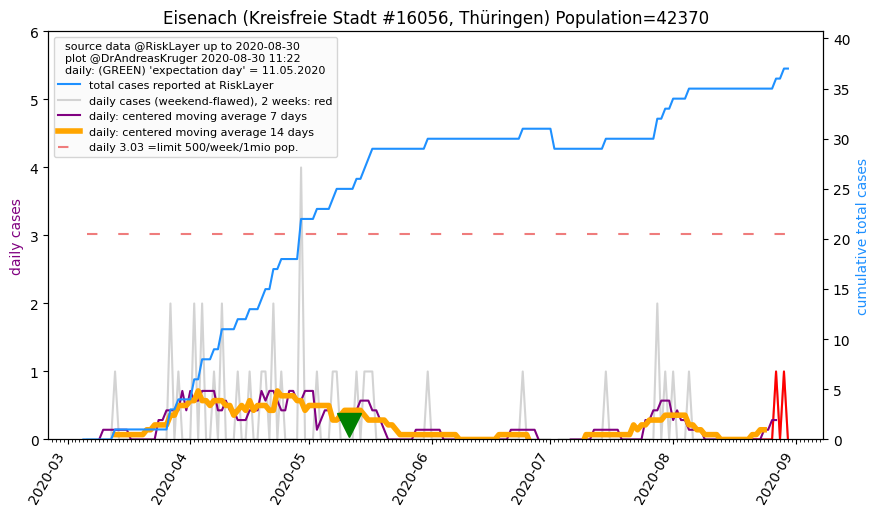 Eisenach (Kreisfreie Stadt #16056, Thüringen) Population=42370
source data @RiskLayer up to 2020-08-30
plot @DrAndreasKruger 2020-08-30 11:22
daily: (GREEN) 'expectation day' = 11.05.2020
total cases reported at RiskLayer
daily cases (weekend-flawed), 2 weeks: red
daily: centered moving average 7 days
daily: centered moving average 14 days
daily 3.03 =limit 500/week/1mio pop.
daily cases
6
5
4
3
2
1
0
cumulative total cases
40
35
30
25
20
15
10
5
0
2020-03
2020-04
2020-05
2020-06
2020-07
2020-08
2020-09